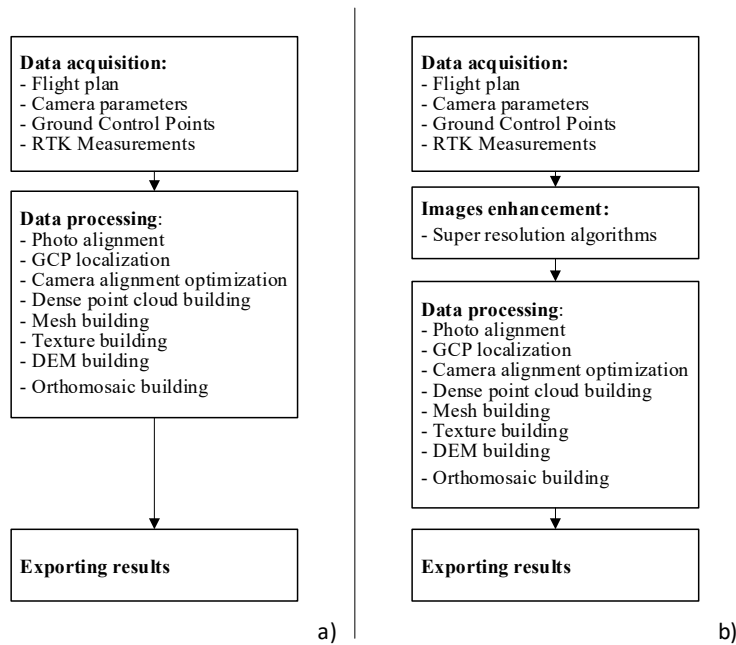 Data acquisition:
- Flight plan
- Camera parameters
- Ground Control Points
- RTK Measurements
Data processing:
- Photo alignment
- GCP localization
- Camera alignment optimization
- Dense point cloud building
- Mesh building
- Texture building
- DEM building
- Orthomosaic building
Exporting results
a)
Data acquisition:
- Flight plan
- Camera parameters
- Ground Control Points
- RTK Measurements
Images enhancement:
- Super resolution algorithms
Data processing:
- Photo alignment
- GCP localization
- Camera alignment optimization
- Dense point cloud building
- Mesh building
- Texture building
- DEM building
- Orthomosaic building
Exporting results
b)